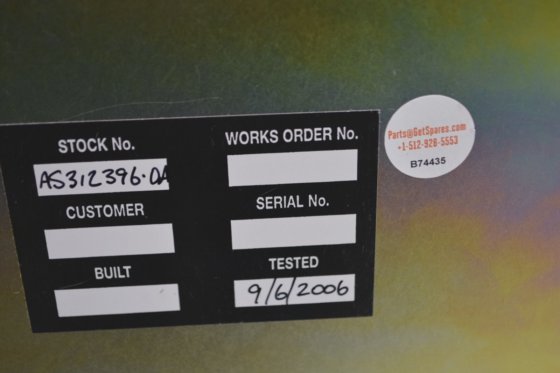 STOCK No.
AS312396.0A
CUSTOMER
BUILT
WORKS ORDER No.
SERIAL No.
TESTED
9/6/2006
Parts@GetSpares.com
+1-512-928-5553
B74435